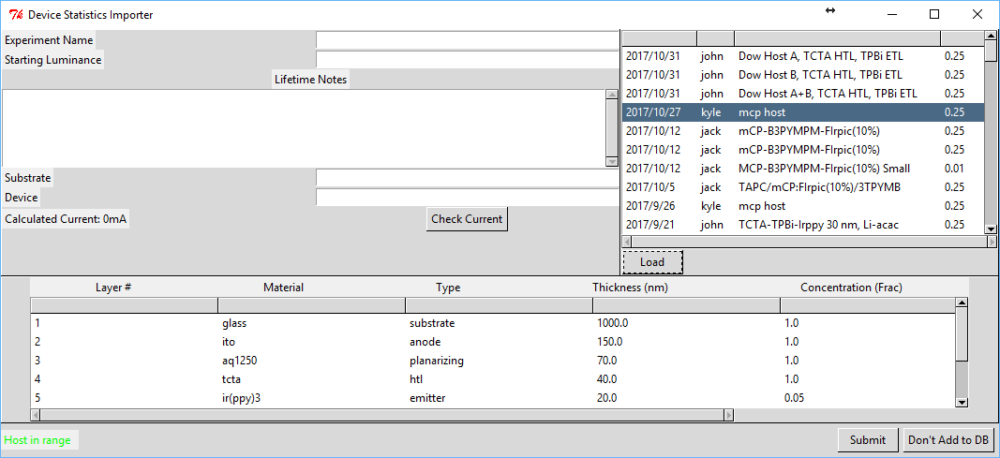 Device Statistics Importer
Experiment Name
Starting Luminance
Lifetime Notes
Substrate
Device
Calculated Current: 0mA
Check Current
2017/10/31 john Dow Host A, TCTA HTL, TPBi ETL 0.25
2017/10/31 john Dow Host B, TCTA HTL, TPBi ETL 0.25
2017/10/31 john Dow Host A+B, TCTA HTL, TPBi ETL 0.25
2017/10/27 kyle mcp host 0.25
2017/10/12 jack mCP-B3PYMPM-FIrpic(10%) 0.25
2017/10/12 jack mCP-B3PYMPM-FIrpic(10%) 0.25
2017/10/12 jack MCP-B3PYMPM-FIrpic(10%) Small 0.01
2017/10/5 jack TAPC/mCP:FIrpic(10%)/3TPYMB 0.25
2017/9/26 kyle mcp host 0.25
2017/9/21 john TCTA-TPBi-Irppy 30 nm, Li-acac 0.25
Load
Layer # Material Type Thickness (nm) Concentration (Frac)
1 glass substrate 1000.0 1.0
2 ito anode 150.0 1.0
3 aq1250 planarizing 70.0 1.0
4 tcta htl 40.0 1.0
5 ir(ppy)3 emitter 20.0 0.05
Host in range
Submit Don't Add to DB